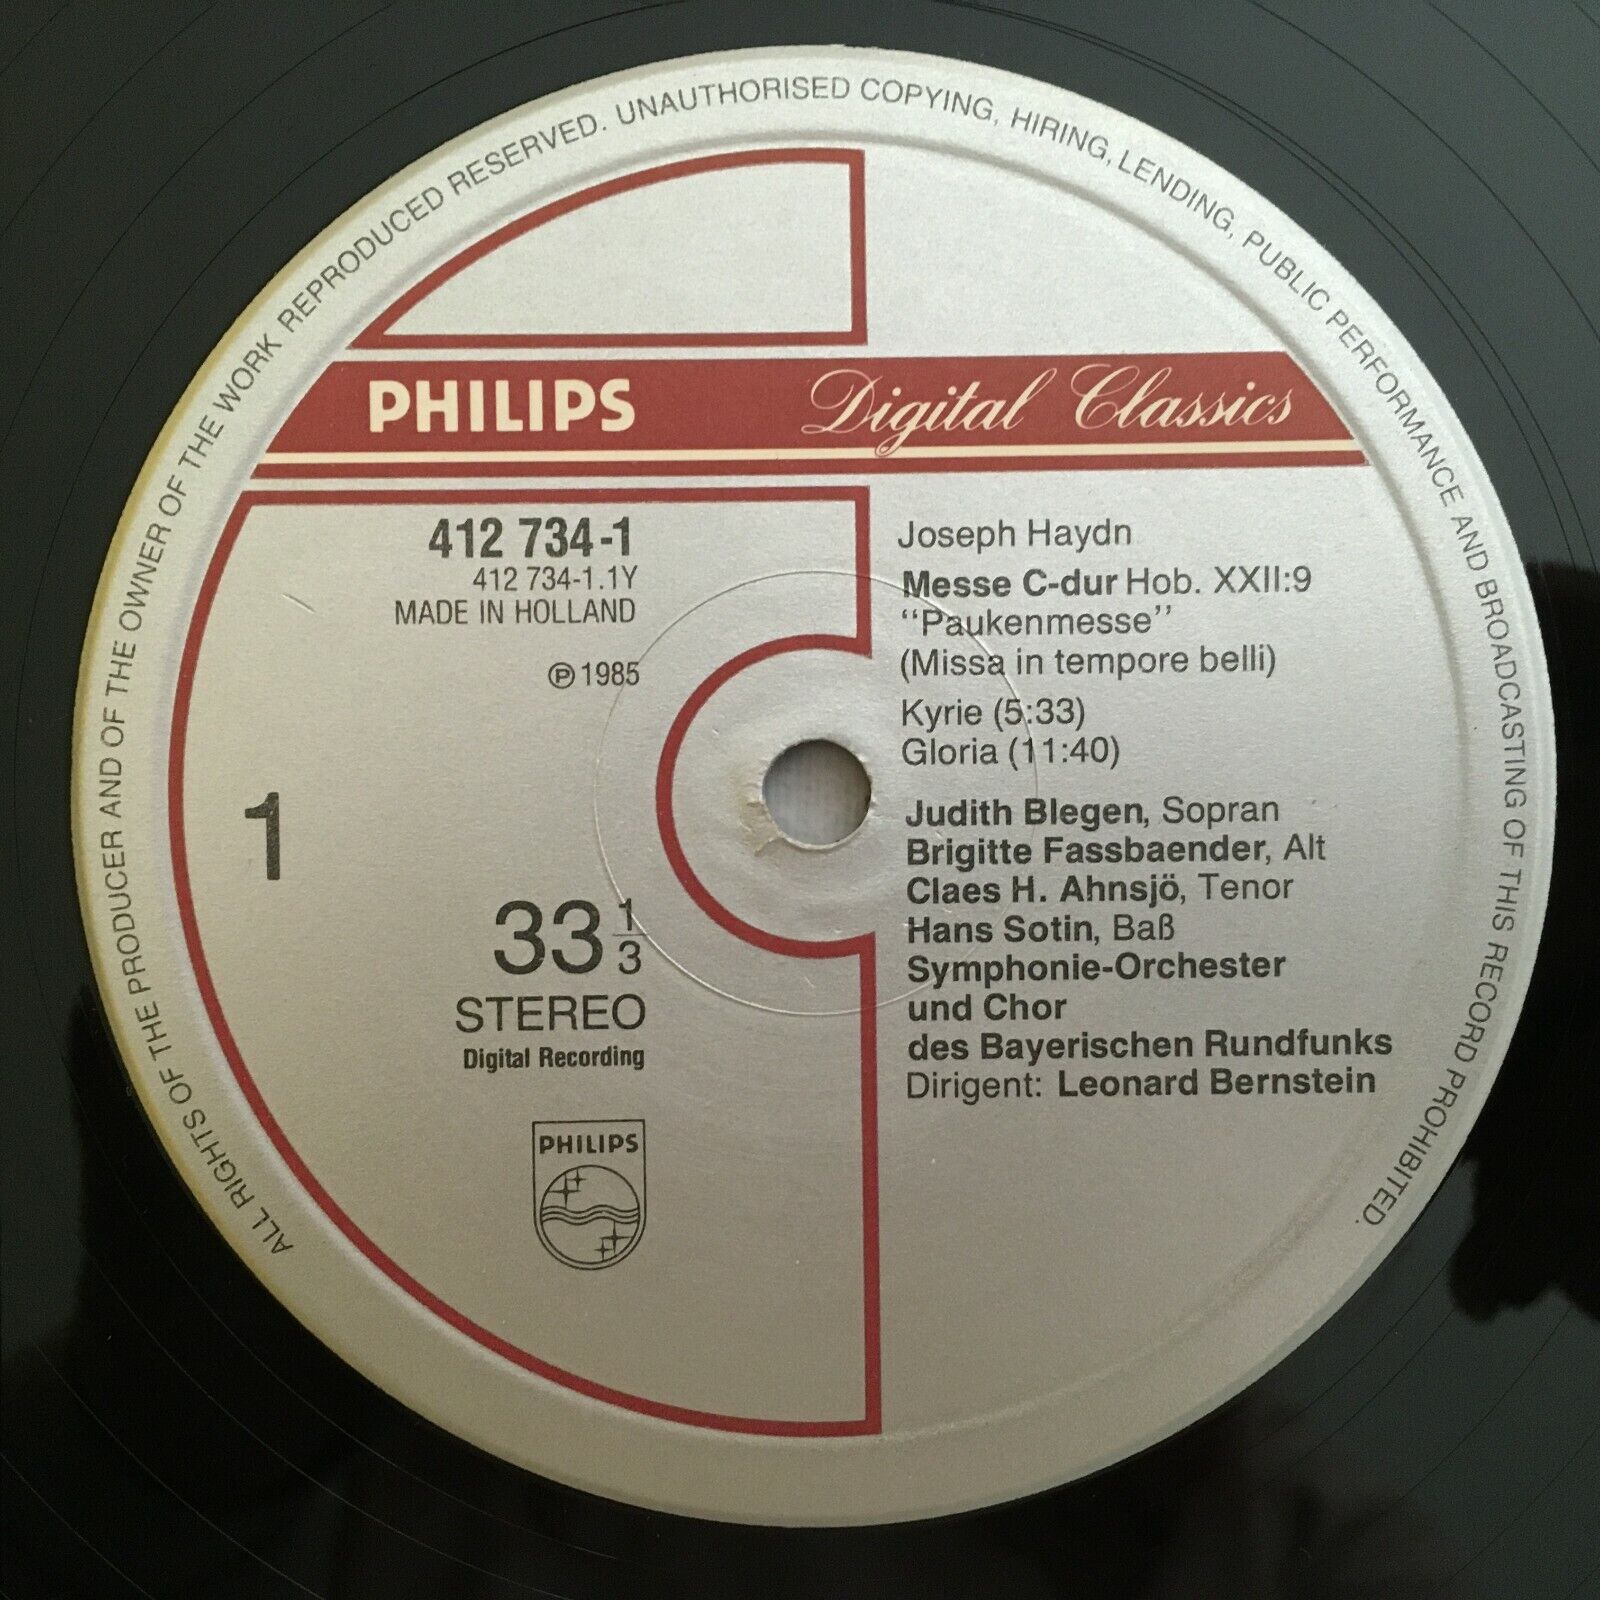 ALL RIGHTS OF THE PRODUCER AND OF THE OWNER OF THE WORK REPRODUCED RESERVED. UNAUTHORISED COPYING, HIRING, LENDING, PUBLIC PERFORMANCE AND BROADCASTING OF THIS RECORD PROHIBITED.
PHILIPS Digital Classics
412 734-1
412 734-1.1Y
MADE IN HOLLAND
℗ 1985
1
33 1/3
STEREO
Digital Recording
PHILIPS
Joseph Haydn
Messe C-dur Hob. XXII:9
"Paukenmesse"
(Missa in tempore belli)
Kyrie (5:33)
Gloria (11:40)
Judith Blegen, Sopran
Brigitte Fassbaender, Alt
Claes H. Ahnsjö, Tenor
Hans Sotin, Baß
Symphonie-Orchester
und Chor
des Bayerischen Rundfunks
Dirigent: Leonard Bernstein